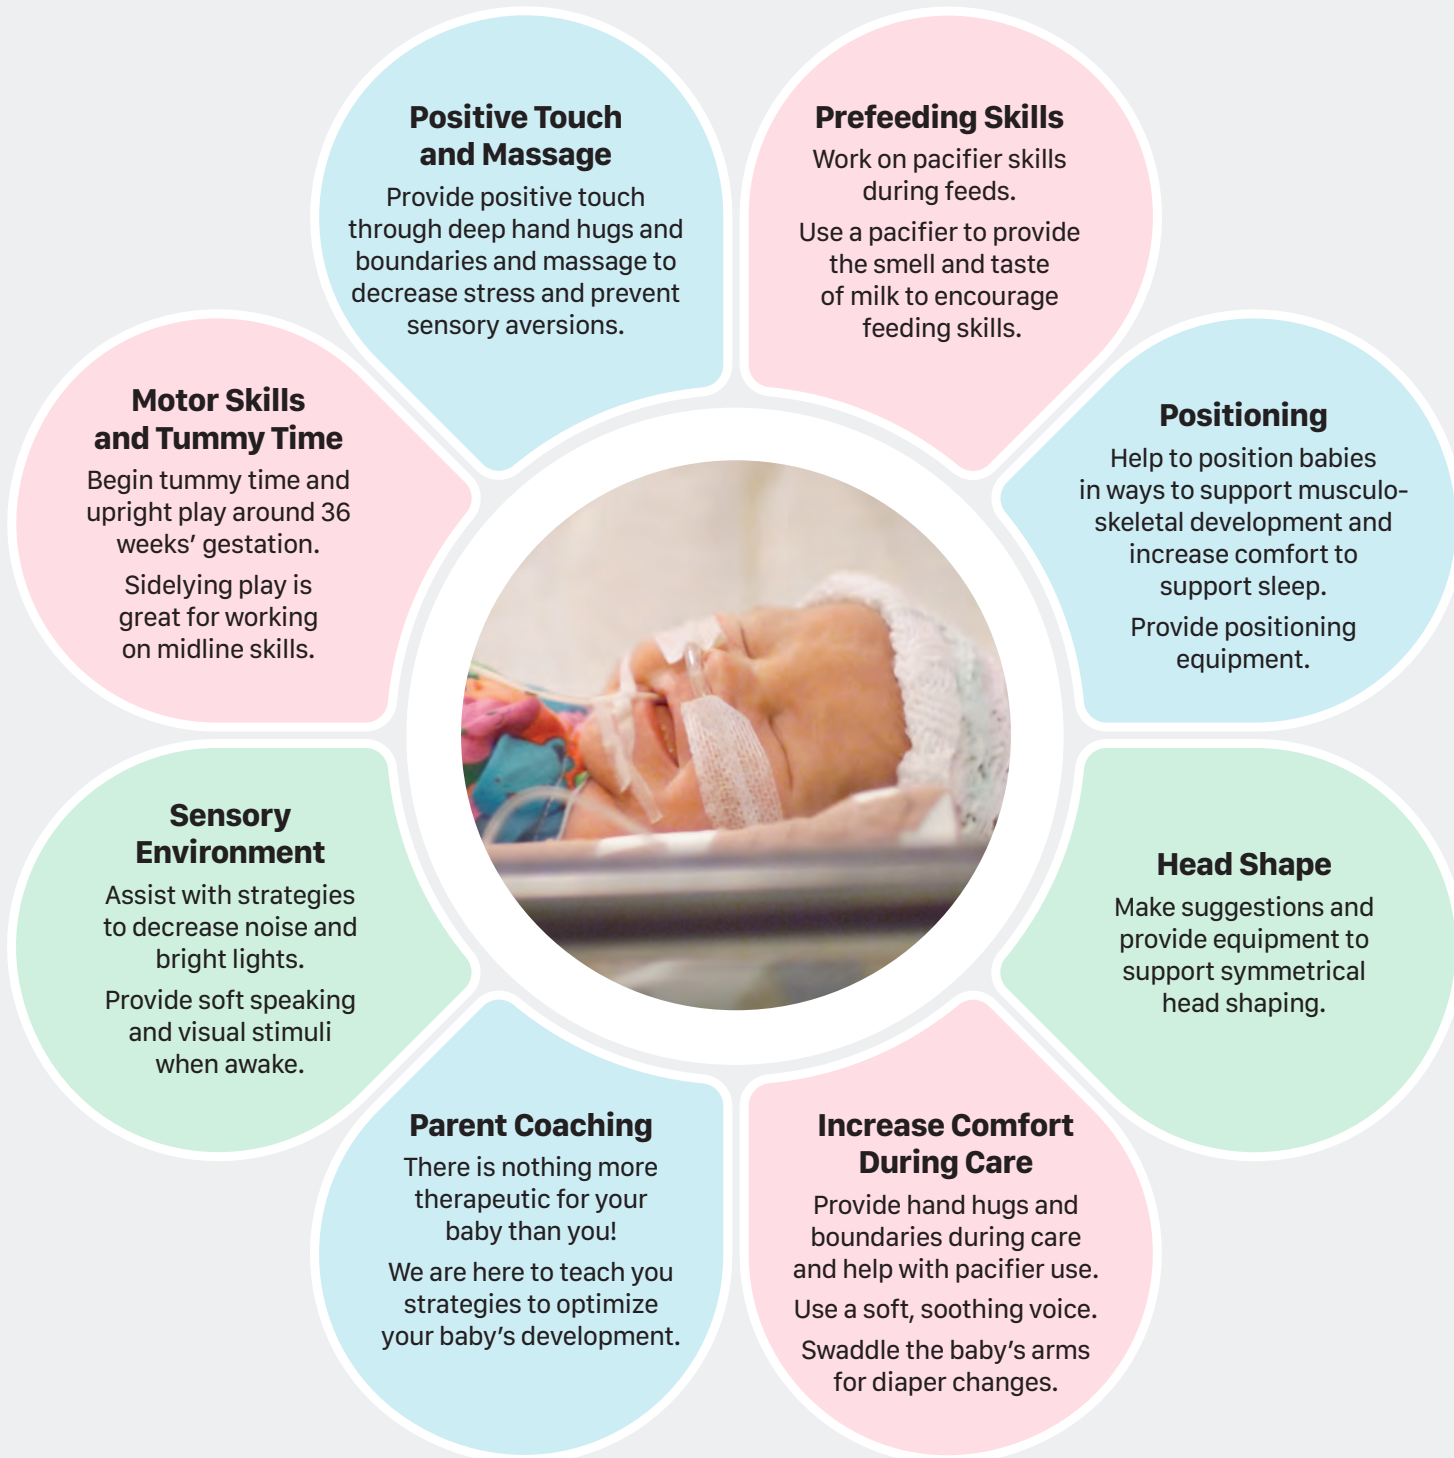 Positive Touch
and Massage
Provide positive touch
through deep hand hugs and
boundaries and massage to
decrease stress and prevent
sensory aversions.
Prefeeding Skills
Work on pacifier skills
during feeds.
Use a pacifier to provide
the smell and taste
of milk to encourage
feeding skills.
Positioning
Help to position babies
in ways to support musculo-
skeletal development and
increase comfort to
support sleep.
Provide positioning
equipment.
Head Shape
Make suggestions and
provide equipment to
support symmetrical
head shaping.
Increase Comfort
During Care
Provide hand hugs and
boundaries during care
and help with pacifier use.
Use a soft, soothing voice.
Swaddle the baby’s arms
for diaper changes.
Parent Coaching
There is nothing more
therapeutic for your
baby than you!
We are here to teach you
strategies to optimize
your baby’s development.
Sensory
Environment
Assist with strategies
to decrease noise and
bright lights.
Provide soft speaking
and visual stimuli
when awake.
Motor Skills
and Tummy Time
Begin tummy time and
upright play around 36
weeks’ gestation.
Sidelying play is
great for working
on midline skills.